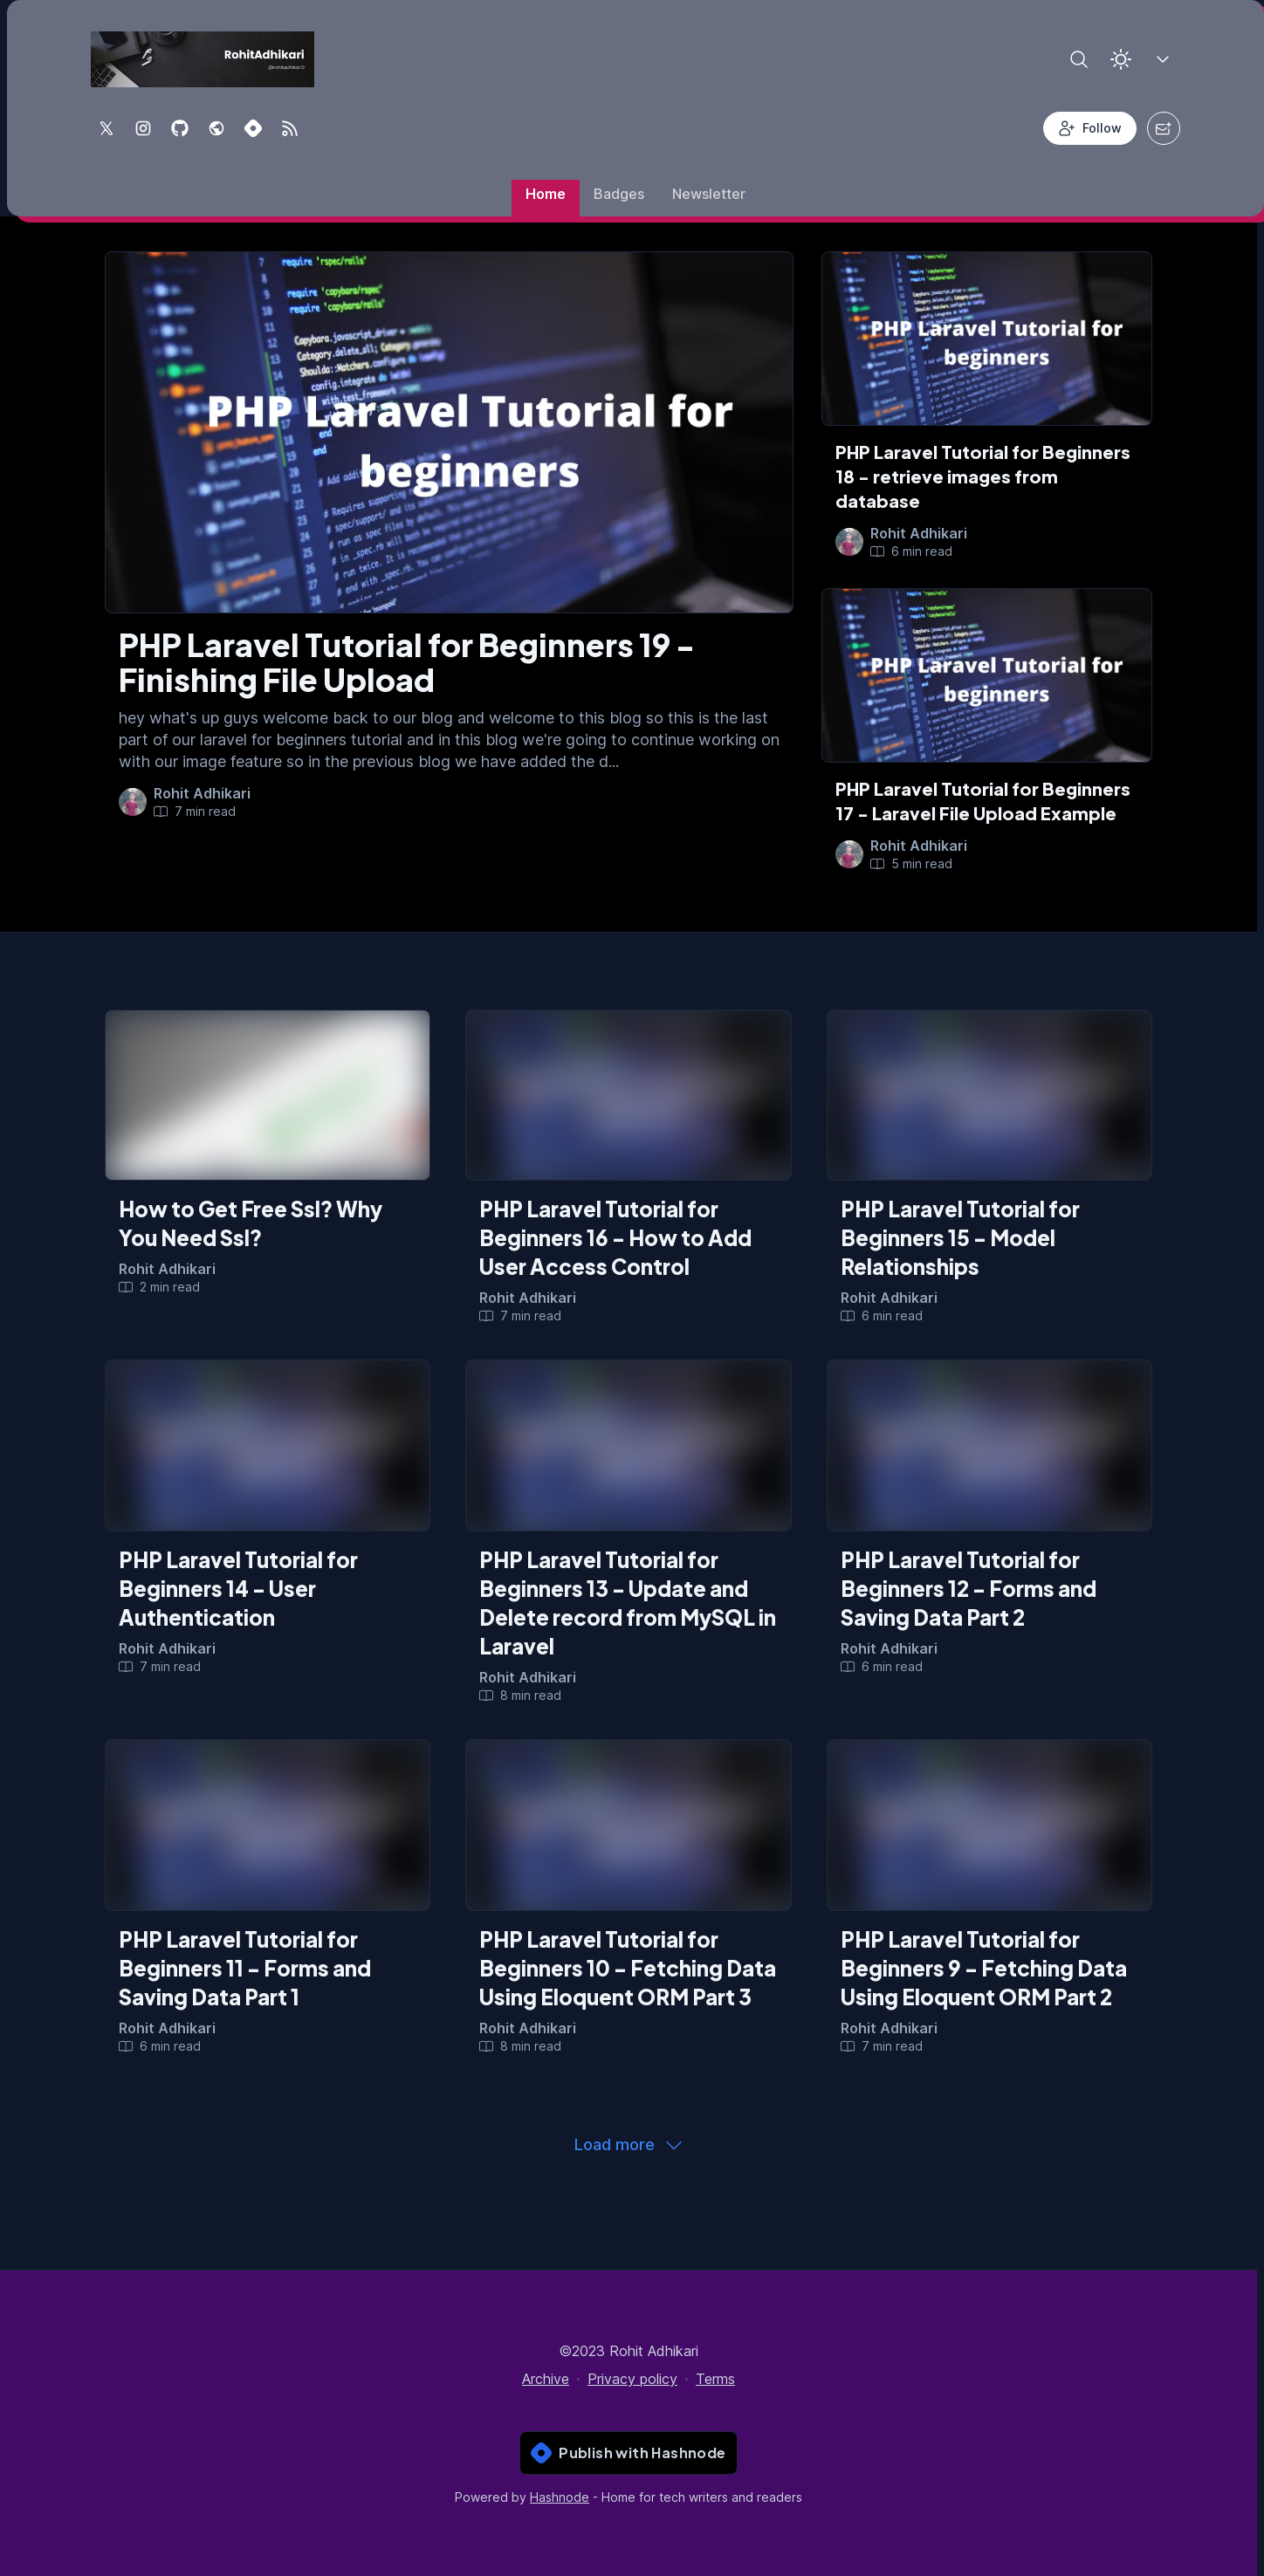 RohitAdhikari
@rohitadhikari0
Follow
Home
Badges
Newsletter
PHP Laravel Tutorial for
beginners
PHP Laravel Tutorial for Beginners 19 -
Finishing File Upload
hey what's up guys welcome back to our blog and welcome to this blog so this is the last
part of our laravel for beginners tutorial and in this blog we're going to continue working on
with our image feature so in the previous blog we have added the d...
Rohit Adhikari
7 min read
PHP Laravel Tutorial for
beginners
PHP Laravel Tutorial for Beginners
18 - retrieve images from
database
Rohit Adhikari
6 min read
PHP Laravel Tutorial for
beginners
PHP Laravel Tutorial for Beginners
17 - Laravel File Upload Example
Rohit Adhikari
5 min read
How to Get Free Ssl? Why
You Need Ssl?
Rohit Adhikari
2 min read
PHP Laravel Tutorial for
Beginners 16 - How to Add
User Access Control
Rohit Adhikari
7 min read
PHP Laravel Tutorial for
Beginners 15 - Model
Relationships
Rohit Adhikari
6 min read
PHP Laravel Tutorial for
Beginners 14 - User
Authentication
Rohit Adhikari
7 min read
PHP Laravel Tutorial for
Beginners 13 - Update and
Delete record from MySQL in
Laravel
Rohit Adhikari
8 min read
PHP Laravel Tutorial for
Beginners 12 - Forms and
Saving Data Part 2
Rohit Adhikari
6 min read
PHP Laravel Tutorial for
Beginners 11 - Forms and
Saving Data Part 1
Rohit Adhikari
6 min read
PHP Laravel Tutorial for
Beginners 10 - Fetching Data
Using Eloquent ORM Part 3
Rohit Adhikari
8 min read
PHP Laravel Tutorial for
Beginners 9 - Fetching Data
Using Eloquent ORM Part 2
Rohit Adhikari
7 min read
Load more
©2023 Rohit Adhikari
Archive · Privacy policy · Terms
Publish with Hashnode
Powered by Hashnode - Home for tech writers and readers